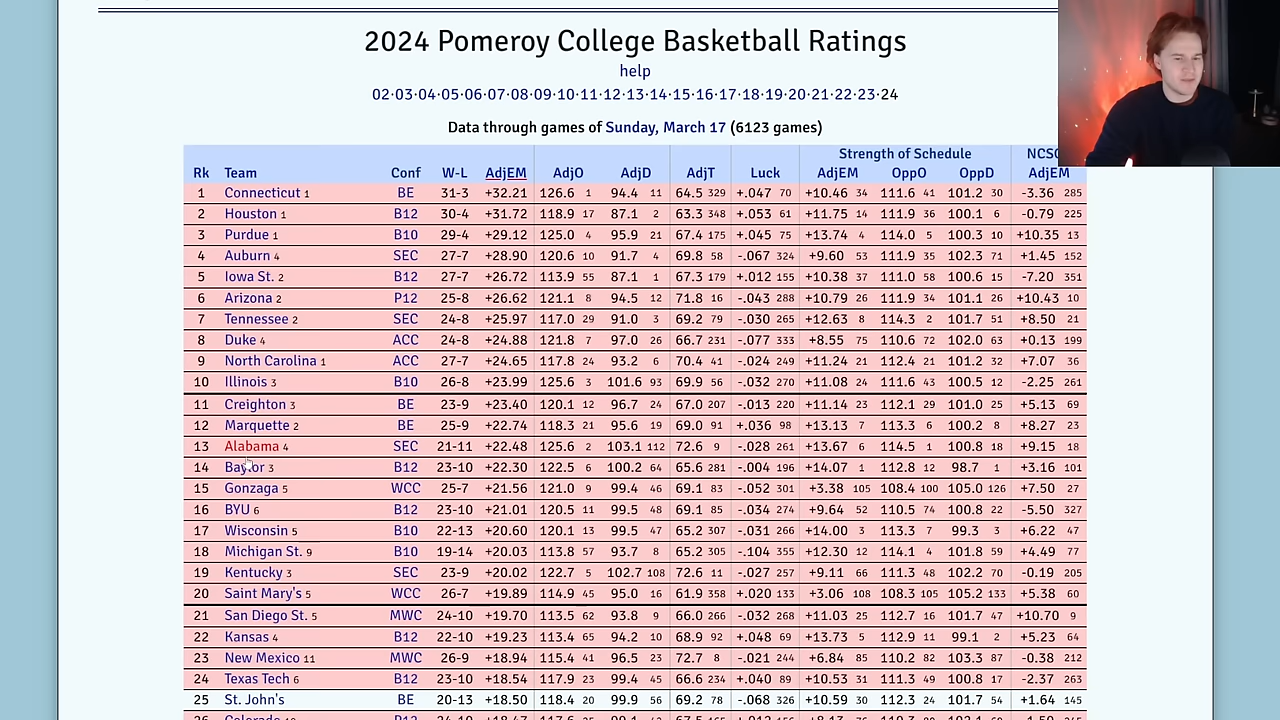 2024 Pomeroy College Basketball Ratings
help
02·03·04·05·06·07·08·09·10·11·12·13·14·15·16·17·18·19·20·21·22·23·24
Data through games of Sunday, March 17 (6123 games)
Strength of Schedule NCSO
Rk Team Conf W-L AdjEM AdjO AdjD AdjT Luck AdjEM OppO OppD AdjEM
1 Connecticut 1 BE 31-3 +32.21 126.6 1 94.4 11 64.5 329 +.047 70 +10.46 34 111.6 41 101.2 30 -3.36 285
2 Houston 1 B12 30-4 +31.72 118.9 17 87.1 2 63.3 348 +.053 61 +11.75 14 111.9 36 100.1 6 -0.79 225
3 Purdue 1 B10 29-4 +29.12 125.0 4 95.9 21 67.4 175 +.045 75 +13.74 4 114.0 5 100.3 10 +10.35 13
4 Auburn 4 SEC 27-7 +28.90 120.6 10 91.7 4 69.8 58 -.067 324 +9.60 53 111.9 35 102.3 71 +1.45 152
5 Iowa St. 2 B12 27-7 +26.72 113.9 55 87.1 1 67.3 179 +.012 155 +10.38 37 111.0 58 100.6 15 -7.20 351
6 Arizona 2 P12 25-8 +26.62 121.1 8 94.5 12 71.8 16 -.043 288 +10.79 26 111.9 34 101.1 26 +10.43 10
7 Tennessee 2 SEC 24-8 +25.97 117.0 29 91.0 3 69.2 79 -.030 265 +12.63 8 114.3 2 101.7 51 +8.50 21
8 Duke 4 ACC 24-8 +24.88 121.8 7 97.0 26 66.7 231 -.077 333 +8.55 75 110.6 72 102.0 63 +0.13 199
9 North Carolina 1 ACC 27-7 +24.65 117.8 24 93.2 6 70.4 41 -.024 249 +11.24 21 112.4 21 101.2 32 +7.07 36
10 Illinois 3 B10 26-8 +23.99 125.6 3 101.6 93 69.9 56 -.032 270 +11.08 24 111.6 43 100.5 12 -2.25 261
11 Creighton 3 BE 23-9 +23.40 120.1 12 96.7 24 67.0 207 -.013 220 +11.14 23 112.1 29 101.0 25 +5.13 69
12 Marquette 2 BE 25-9 +22.74 118.3 21 95.6 19 69.0 91 +.036 98 +13.13 7 113.3 6 100.2 8 +8.27 23
13 Alabama 4 SEC 21-11 +22.48 125.6 2 103.1 112 72.6 9 -.028 261 +13.67 6 114.5 1 100.8 18 +9.15 18
14 Baylor 3 B12 23-10 +22.30 122.5 6 100.2 64 65.6 281 -.004 196 +14.07 1 112.8 12 98.7 1 +3.16 101
15 Gonzaga 5 WCC 25-7 +21.56 121.0 9 99.4 46 69.1 83 -.052 301 +3.38 105 108.4 100 105.0 126 +7.50 27
16 BYU 6 B12 23-10 +21.01 120.5 11 99.5 48 69.1 85 -.034 274 +9.64 52 110.5 74 100.8 22 -5.50 327
17 Wisconsin 5 B10 22-13 +20.60 120.1 13 99.5 47 65.2 307 -.031 266 +14.00 3 113.3 7 99.3 3 +6.22 47
18 Michigan St. 9 B10 19-14 +20.03 113.8 57 93.7 8 65.2 305 -.104 355 +12.30 12 114.1 4 101.8 59 +4.49 77
19 Kentucky 3 SEC 23-9 +20.02 122.7 5 102.7 108 72.6 11 -.027 257 +9.11 66 111.3 48 102.2 70 -0.19 205
20 Saint Mary's 5 WCC 26-7 +19.89 114.9 45 95.0 16 61.9 358 +.020 133 +3.06 108 108.3 105 105.2 133 +5.38 60
21 San Diego St. 5 MWC 24-10 +19.70 113.5 62 93.8 9 66.0 266 -.032 268 +11.03 25 112.7 16 101.7 47 +10.70 9
22 Kansas 4 B12 22-10 +19.23 113.4 65 94.2 10 68.9 92 +.048 69 +13.73 5 112.9 11 99.1 2 +5.23 64
23 New Mexico 11 MWC 26-9 +18.94 115.4 41 96.5 23 72.7 8 -.021 244 +6.84 85 110.2 82 103.3 87 -0.38 212
24 Texas Tech 6 B12 23-10 +18.54 117.9 23 99.4 45 66.6 234 +.040 89 +10.53 31 111.3 49 100.8 17 -2.37 263
25 St. John's BE 20-13 +18.50 118.4 20 99.9 56 69.2 78 -.068 326 +10.59 30 112.3 24 101.7 54 +1.64 145